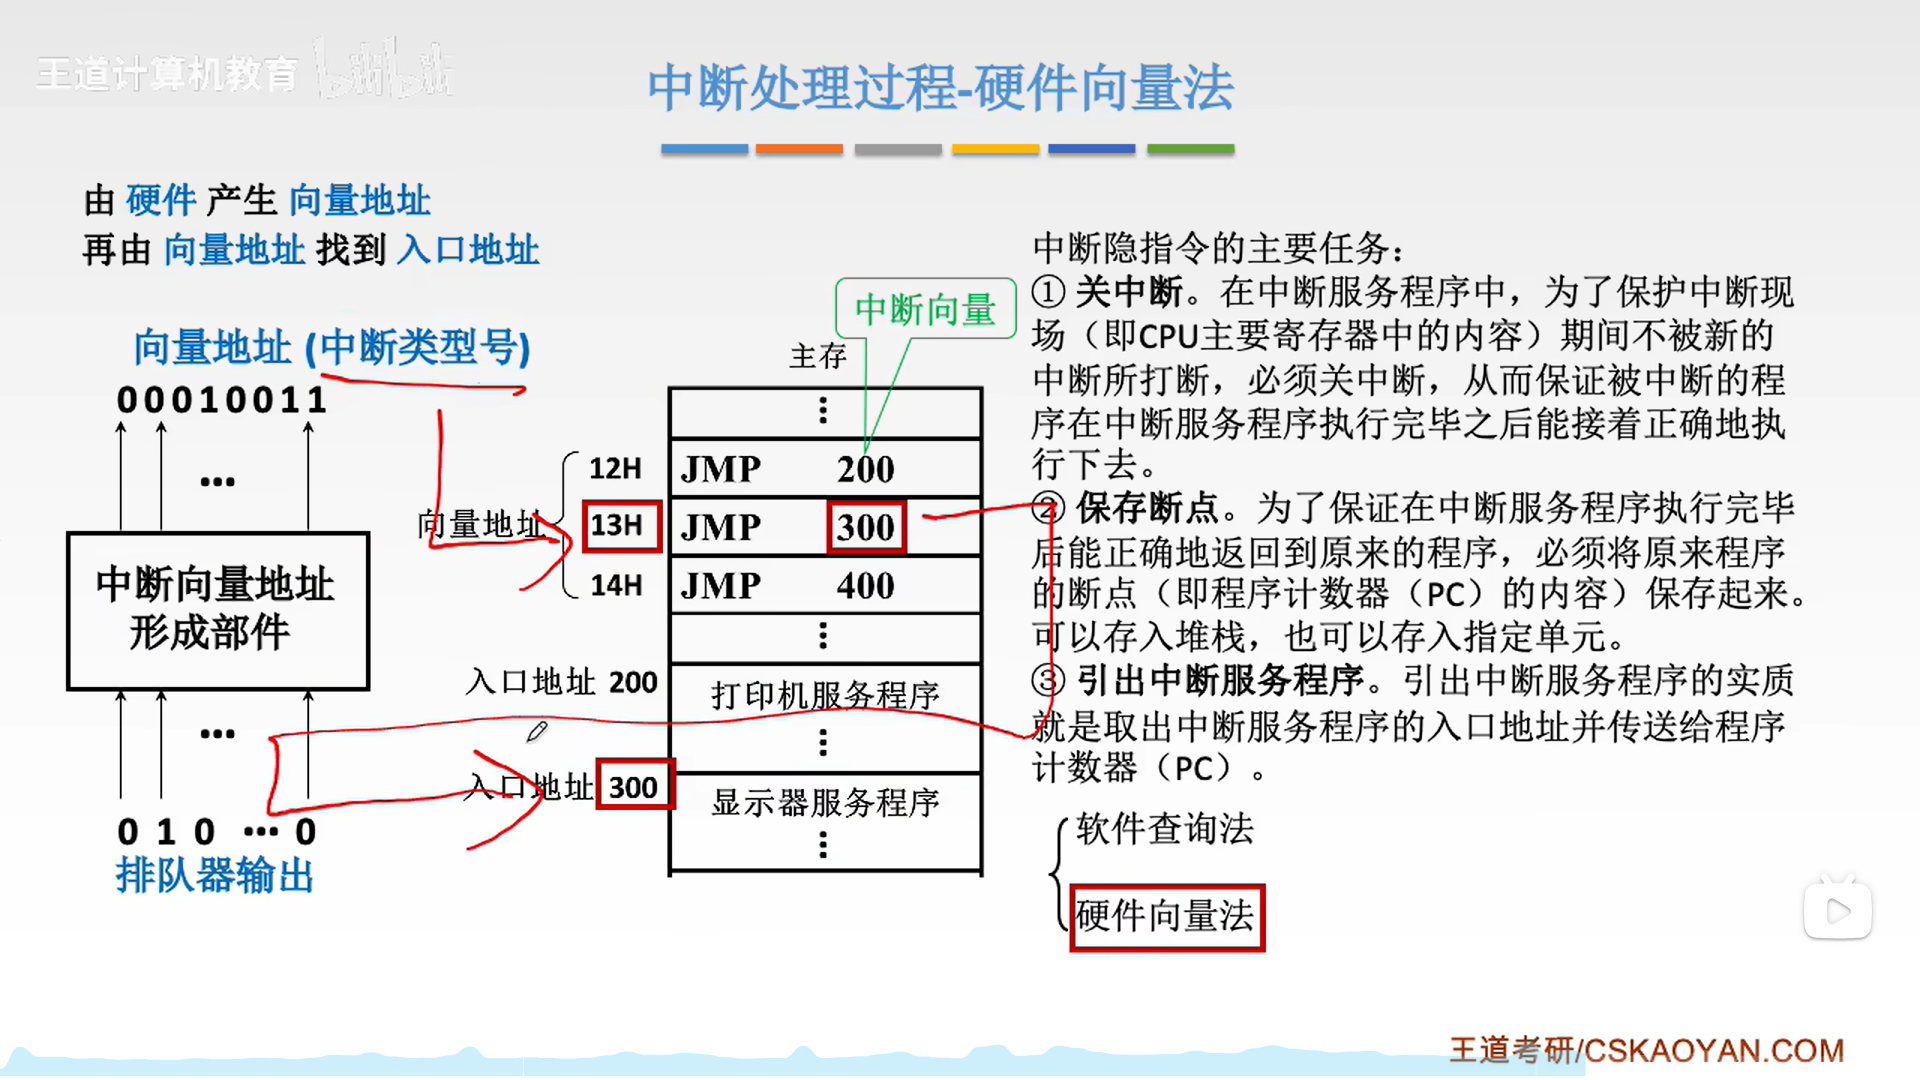 王道计算机教育 bilibili
中断处理过程-硬件向量法
由 硬件 产生 向量地址
再由 向量地址 找到 入口地址
向量地址 (中断类型号)
0 0 0 1 0 0 1 1
...
中断向量地址
形成部件
...
0 1 0 ... 0
排队器输出
中断向量
主存
⋮
12H JMP 200
向量地址 13H JMP 300
14H JMP 400
⋮
入口地址 200 打印机服务程序
⋮
入口地址 300 显示器服务程序
⋮
中断隐指令的主要任务：
① 关中断。在中断服务程序中，为了保护中断现
场（即CPU主要寄存器中的内容）期间不被新的
中断所打断，必须关中断，从而保证被中断的程
序在中断服务程序执行完毕之后能接着正确地执
行下去。
② 保存断点。为了保证在中断服务程序执行完毕
后能正确地返回到原来的程序，必须将原来程序
的断点（即程序计数器（PC）的内容）保存起来。
可以存入堆栈，也可以存入指定单元。
③ 引出中断服务程序。引出中断服务程序的实质
就是取出中断服务程序的入口地址并传送给程序
计数器（PC）。
软件查询法
硬件向量法
王道考研/CSKAOYAN.COM